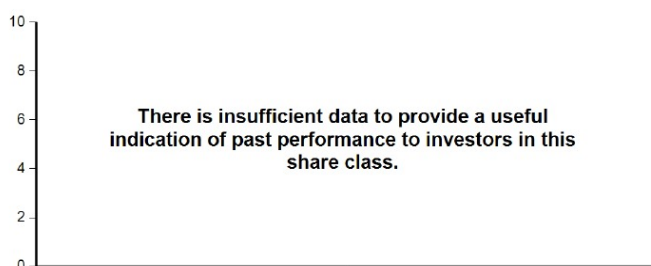 10
8
There is insufficient data to provide a useful
6
indication of past performance to investors in this
share class.
4
2
0